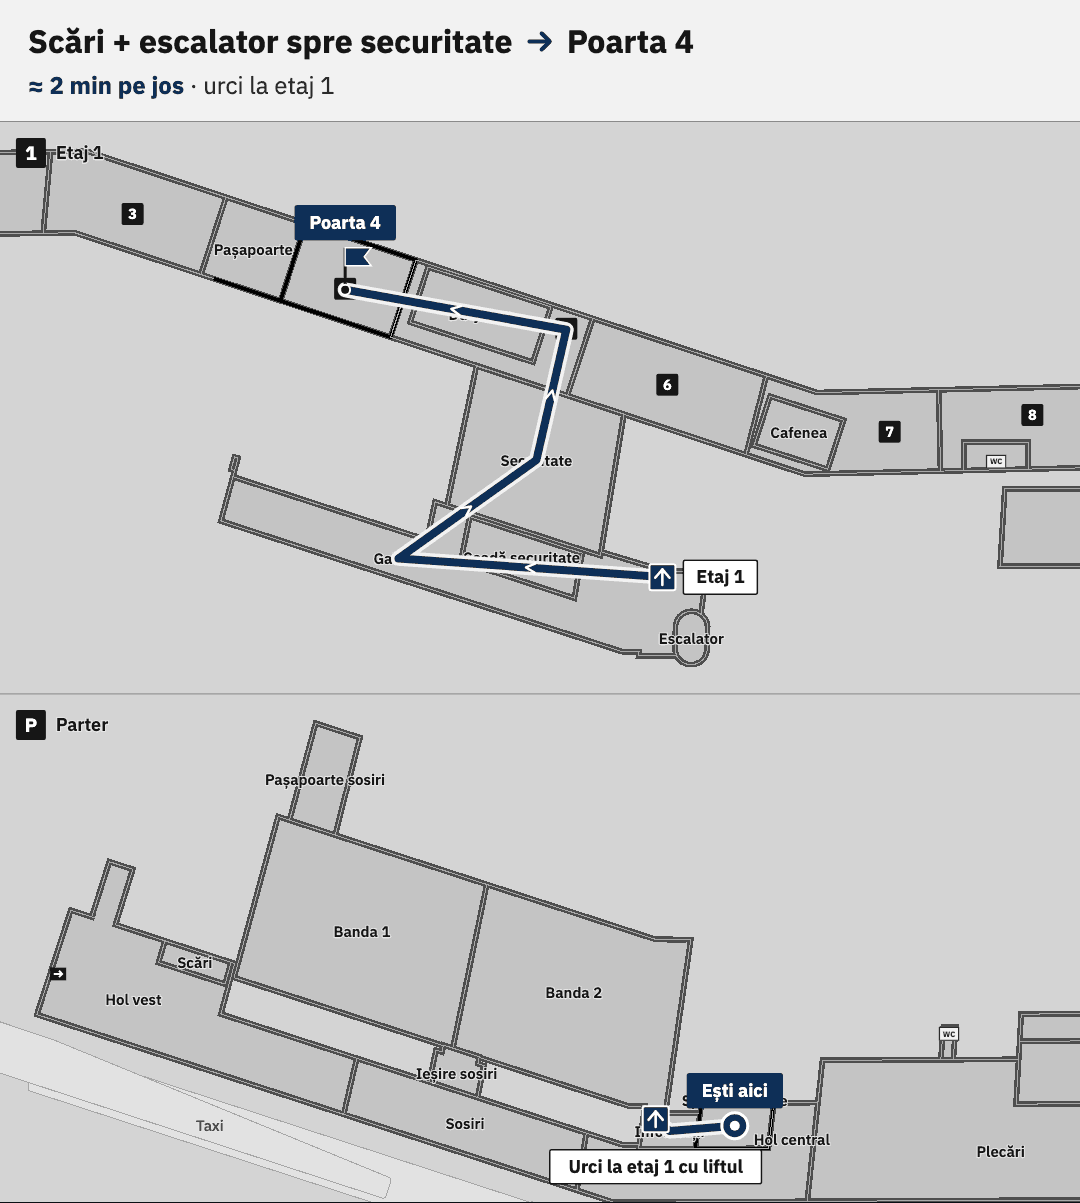 Scări + escalator spre securitate → Poarta 4
≈ 2 min pe jos · urci la etaj 1
1 Etaj 1
3
Pașapoarte
Poarta 4
6
Cafenea
7
8
WC
Etaj 1
Escalator
P Parter
Pașapoarte sosiri
Banda 1
Scări
Hol vest
Banda 2
WC
Ieșire sosiri
Ești aici
Taxi
Sosiri
Hol central
Plecări
Urci la etaj 1 cu liftul